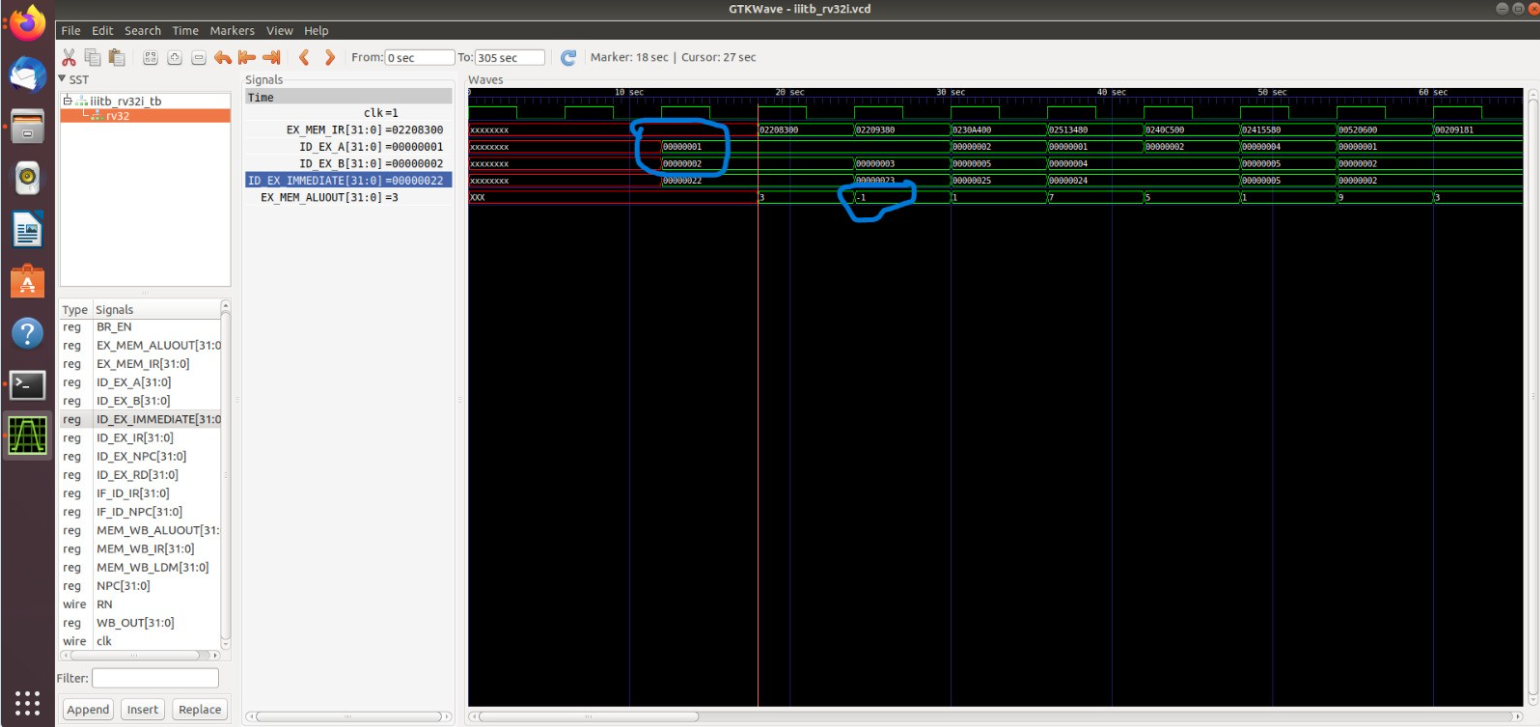 GTKWave - iiitb_rv32i.vcd
File Edit Search Time Markers View Help
From: 0 sec To: 305 sec Marker: 18 sec | Cursor: 27 sec
SST
iiitb_rv32i_tb
rv32
Type Signals
reg BR_EN
reg EX_MEM_ALUOUT[31:0
reg EX_MEM_IR[31:0]
reg ID_EX_A[31:0]
reg ID_EX_B[31:0]
reg ID_EX_IMMEDIATE[31:0
reg ID_EX_IR[31:0]
reg ID_EX_NPC[31:0]
reg ID_EX_RD[31:0]
reg IF_ID_IR[31:0]
reg IF_ID_NPC[31:0]
reg MEM_WB_ALUOUT[31:
reg MEM_WB_IR[31:0]
reg MEM_WB_LDM[31:0]
reg NPC[31:0]
wire RN
reg WB_OUT[31:0]
wire clk
Filter:
Append Insert Replace
Signals
Time
clk=1
EX_MEM_IR[31:0]=02208300
ID_EX_A[31:0]=00000001
ID_EX_B[31:0]=00000002
ID_EX_IMMEDIATE[31:0]=00000022
EX_MEM_ALUOUT[31:0]=3
Waves
10 sec 20 sec 30 sec 40 sec 50 sec 60 sec
xxxxxxxx 02208300 02209380 0230A400 02513480 0240C500 02415580 00520600 00209181
xxxxxxxx 00000001 00000002 00000001 00000002 00000004 00000001
xxxxxxxx 00000002 00000003 00000005 00000004 00000005 00000002
xxxxxxxx 00000022 00000023 00000025 00000024 00000005 00000002
XXX 3 -1 1 7 5 1 9 3